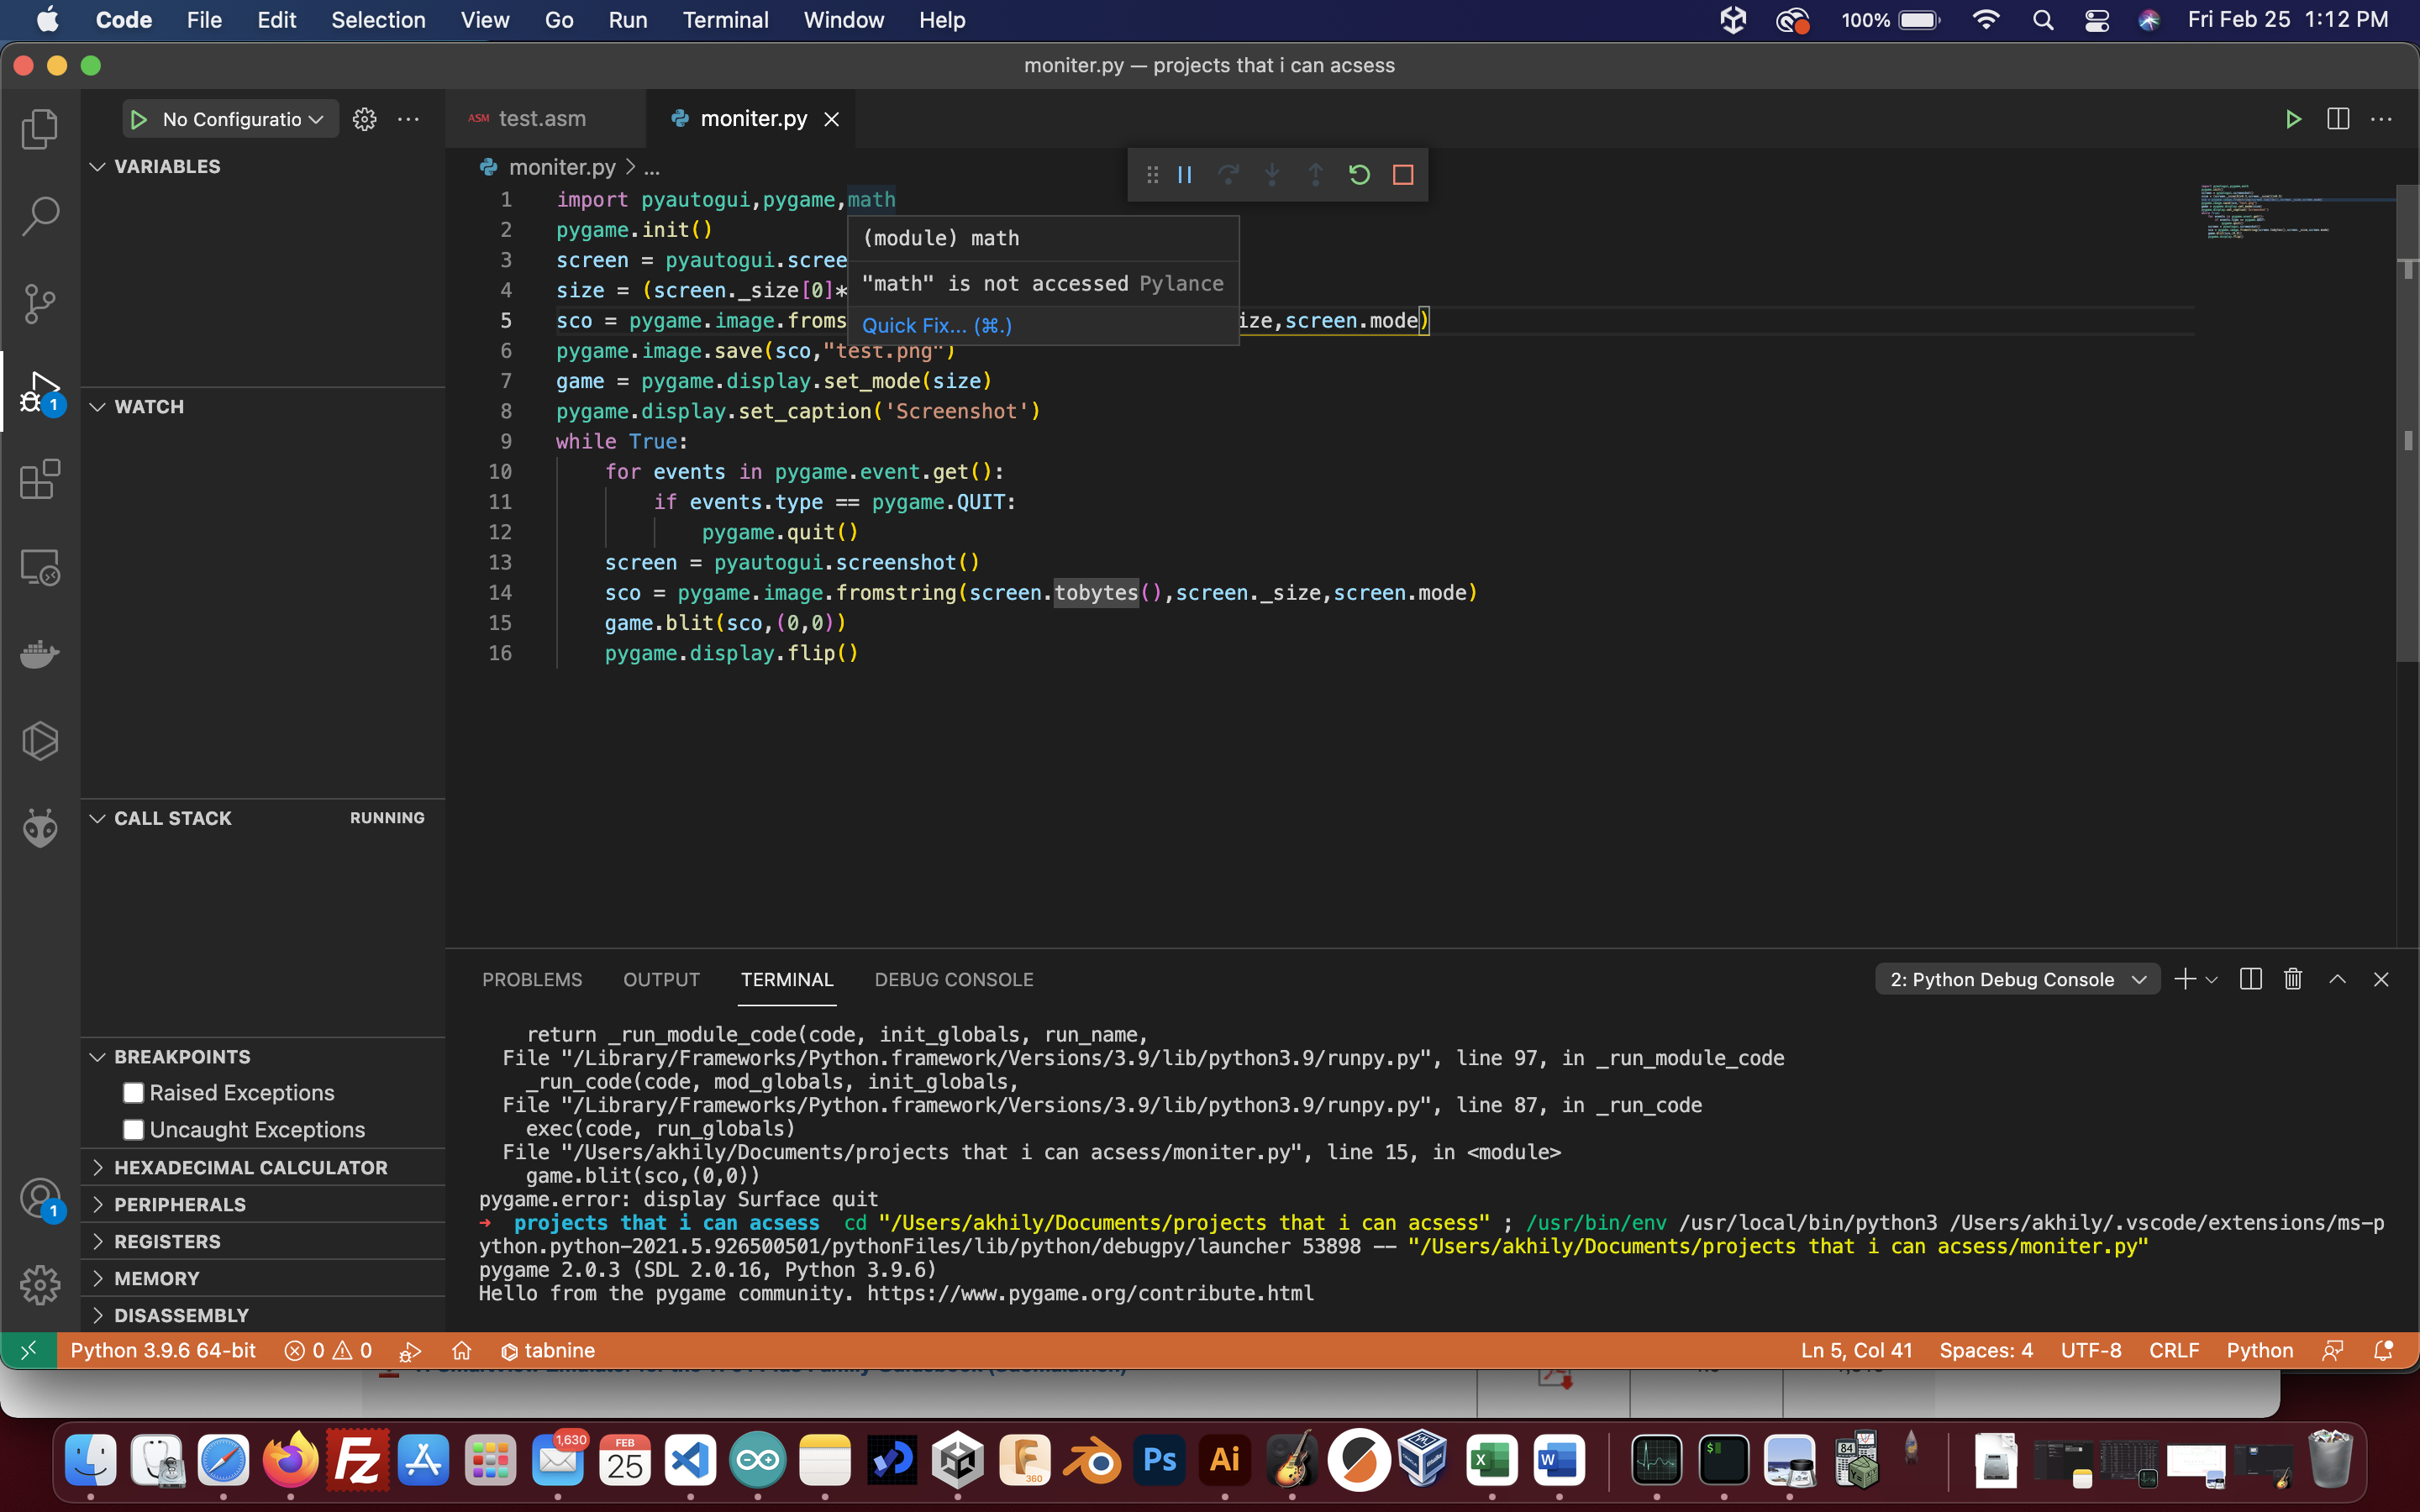 Code File Edit Selection View Go Run Terminal Window Help 100% Fri Feb 25 1:12 PM
moniter.py — projects that i can acsess
No Configuratio
ASM test.asm
moniter.py
VARIABLES
moniter.py > ...
1 import pyautogui,pygame,math
2 pygame.init()
(module) math
3 screen = pyautogui.scree
"math" is not accessed Pylance
4 size = (screen._size[0]*
Quick Fix... (⌘.)
5 sco = pygame.image.froms ize,screen.mode)
6 pygame.image.save(sco,"test.png")
7 game = pygame.display.set_mode(size)
8 pygame.display.set_caption('Screenshot')
9 while True:
10 for events in pygame.event.get():
11 if events.type == pygame.QUIT:
12 pygame.quit()
13 screen = pyautogui.screenshot()
14 sco = pygame.image.fromstring(screen.tobytes(),screen._size,screen.mode)
15 game.blit(sco,(0,0))
16 pygame.display.flip()
1
WATCH
CALL STACK RUNNING
BREAKPOINTS
Raised Exceptions
Uncaught Exceptions
HEXADECIMAL CALCULATOR
PERIPHERALS
REGISTERS
MEMORY
DISASSEMBLY
1
PROBLEMS OUTPUT TERMINAL DEBUG CONSOLE 2: Python Debug Console
return _run_module_code(code, init_globals, run_name,
File "/Library/Frameworks/Python.framework/Versions/3.9/lib/python3.9/runpy.py", line 97, in _run_module_code
_run_code(code, mod_globals, init_globals,
File "/Library/Frameworks/Python.framework/Versions/3.9/lib/python3.9/runpy.py", line 87, in _run_code
exec(code, run_globals)
File "/Users/akhily/Documents/projects that i can acsess/moniter.py", line 15, in <module>
game.blit(sco,(0,0))
pygame.error: display Surface quit
→ projects that i can acsess cd "/Users/akhily/Documents/projects that i can acsess" ; /usr/bin/env /usr/local/bin/python3 /Users/akhily/.vscode/extensions/ms-p
ython.python-2021.5.926500501/pythonFiles/lib/python/debugpy/launcher 53898 -- "/Users/akhily/Documents/projects that i can acsess/moniter.py"
pygame 2.0.3 (SDL 2.0.16, Python 3.9.6)
Hello from the pygame community. https://www.pygame.org/contribute.html
Python 3.9.6 64-bit 0 0 tabnine Ln 5, Col 41 Spaces: 4 UTF-8 CRLF Python
1,630
FEB
25
Fz
360
Ps
Ai
X
W
$
84